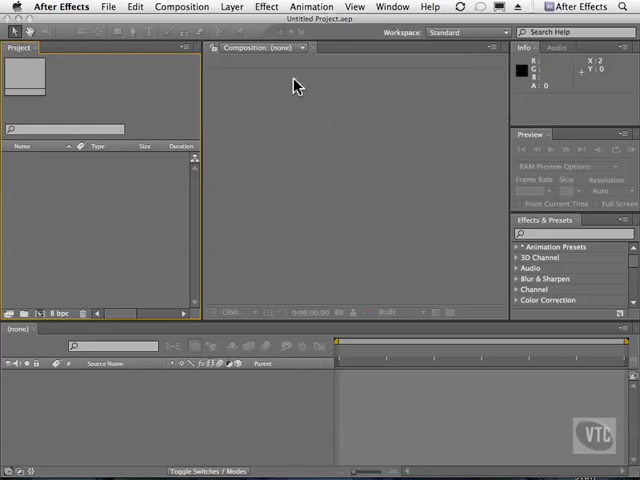 After Effects File Edit Composition Layer Effect Animation View Window Help After Effects
Untitled Project.aep
Workspace: Standard Search Help
Project
Composition: (none)
Info Audio
R:
G:
B:
A: 0
X: 2
Y: 0
Preview
RAM Preview Options
Frame Rate Skip Resolution
Auto
From Current Time Full Screen
Name Type Size Duration
Effects & Presets
* Animation Presets
3D Channel
Audio
Blur & Sharpen
Channel
Color Correction
8 bpc
0:00:00:00
(Full)
(none)
# Source Name Parent
VTC
Toggle Switches / Modes